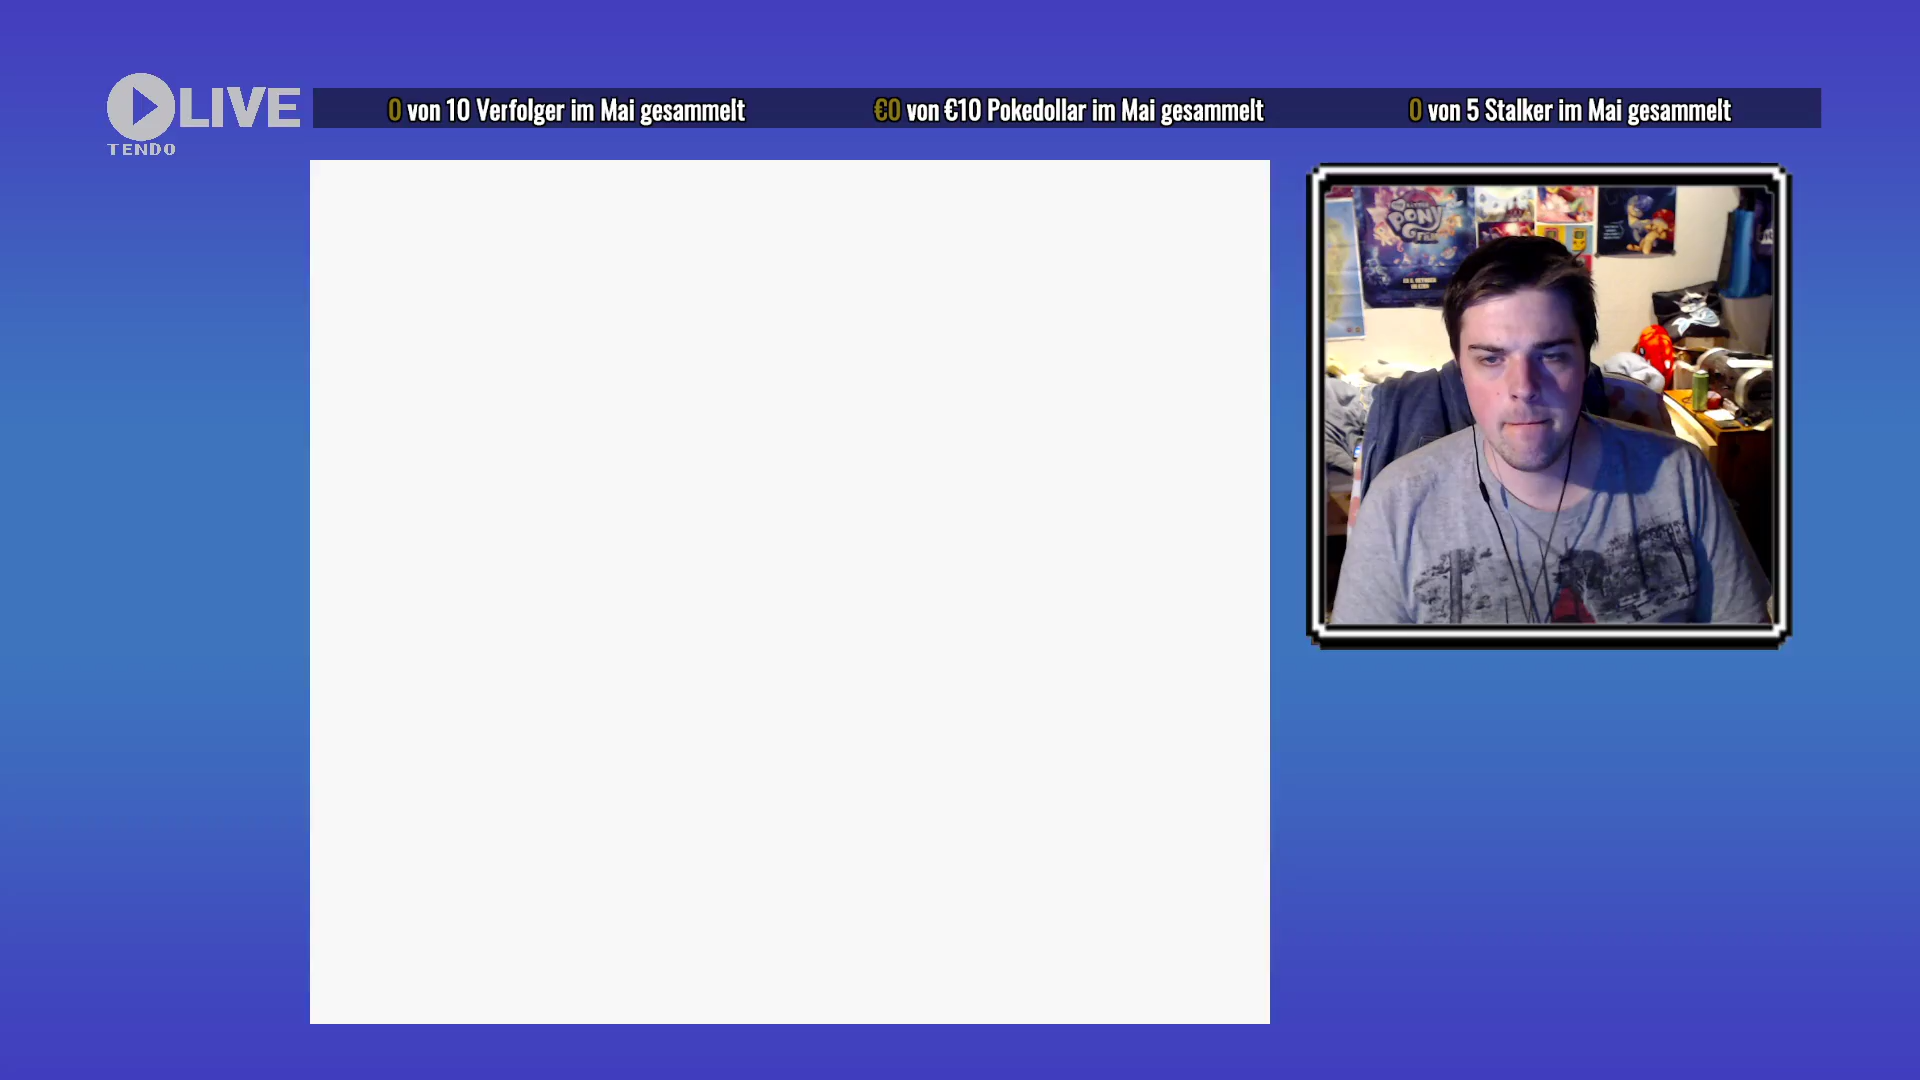 LIVE
TENDO
0 von 10 Verfolger im Mai gesammelt
€0 von €10 Pokedollar im Mai gesammelt
0 von 5 Stalker im Mai gesammelt
PONY